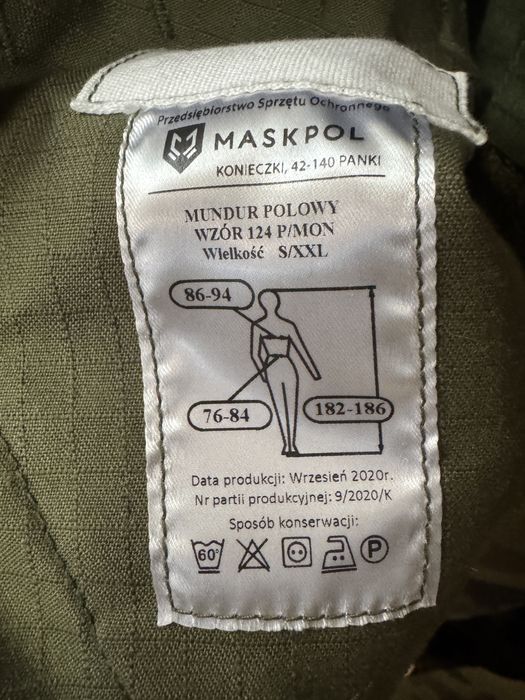 Przedsiębiorstwo Sprzętu Ochronnego
MASKPOL
KONIECZKI, 42-140 PANKI
MUNDUR POLOWY
WZÓR 124 P/MON
Wielkość S/XXL
86-94
76-84
182-186
Data produkcji: Wrzesień 2020r.
Nr partii produkcyjnej: 9/2020/K
Sposób konserwacji:
60° P